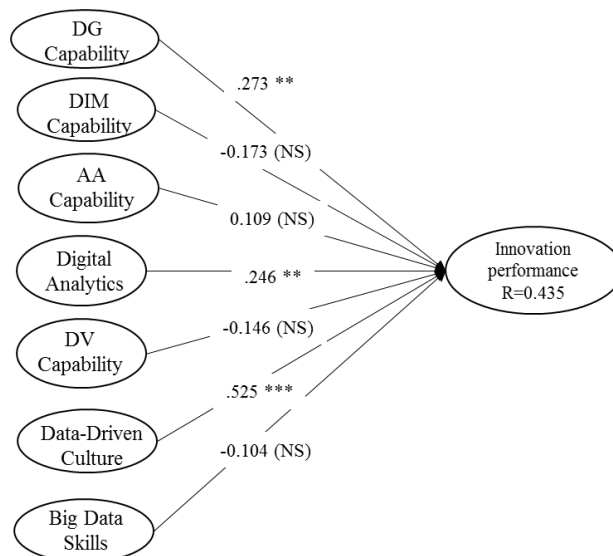 DG
Capability
.273 **
DIM
Capability
-0.173 (NS)
AA
Capability
0.109 (NS)
Digital
Analytics
.246 **
Innovation
performance
R=0.435
DV
Capability
-0.146 (NS)
.525 ***
Data-Driven
Culture
-0.104 (NS)
Big Data
Skills